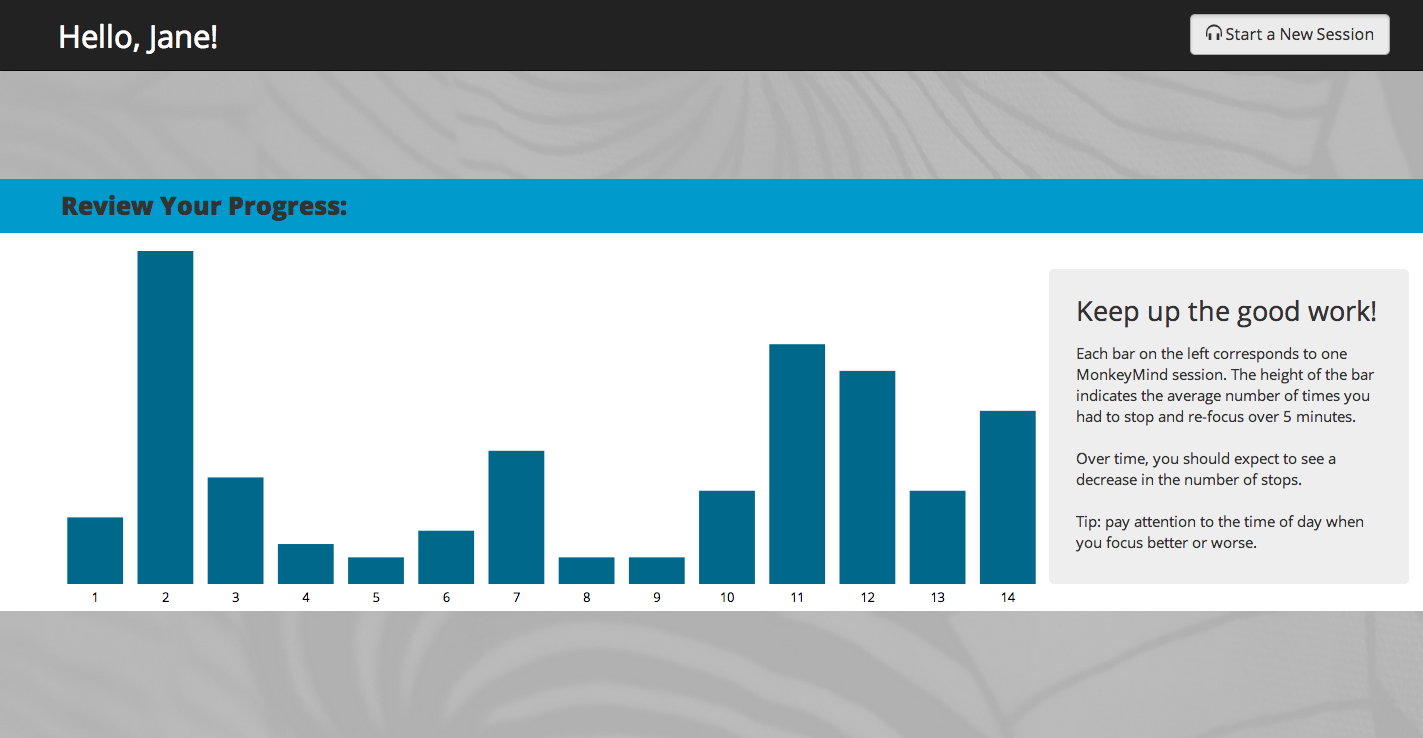 Hello, Jane!
Start a New Session
Review Your Progress:
Keep up the good work!
Each bar on the left corresponds to one
MonkeyMind session. The height of the bar
indicates the average number of times you
had to stop and re-focus over 5 minutes.
Over time, you should expect to see a
decrease in the number of stops.
Tip: pay attention to the time of day when
you focus better or worse.
1 2 3 4 5 6 7 8 9 10 11 12 13 14